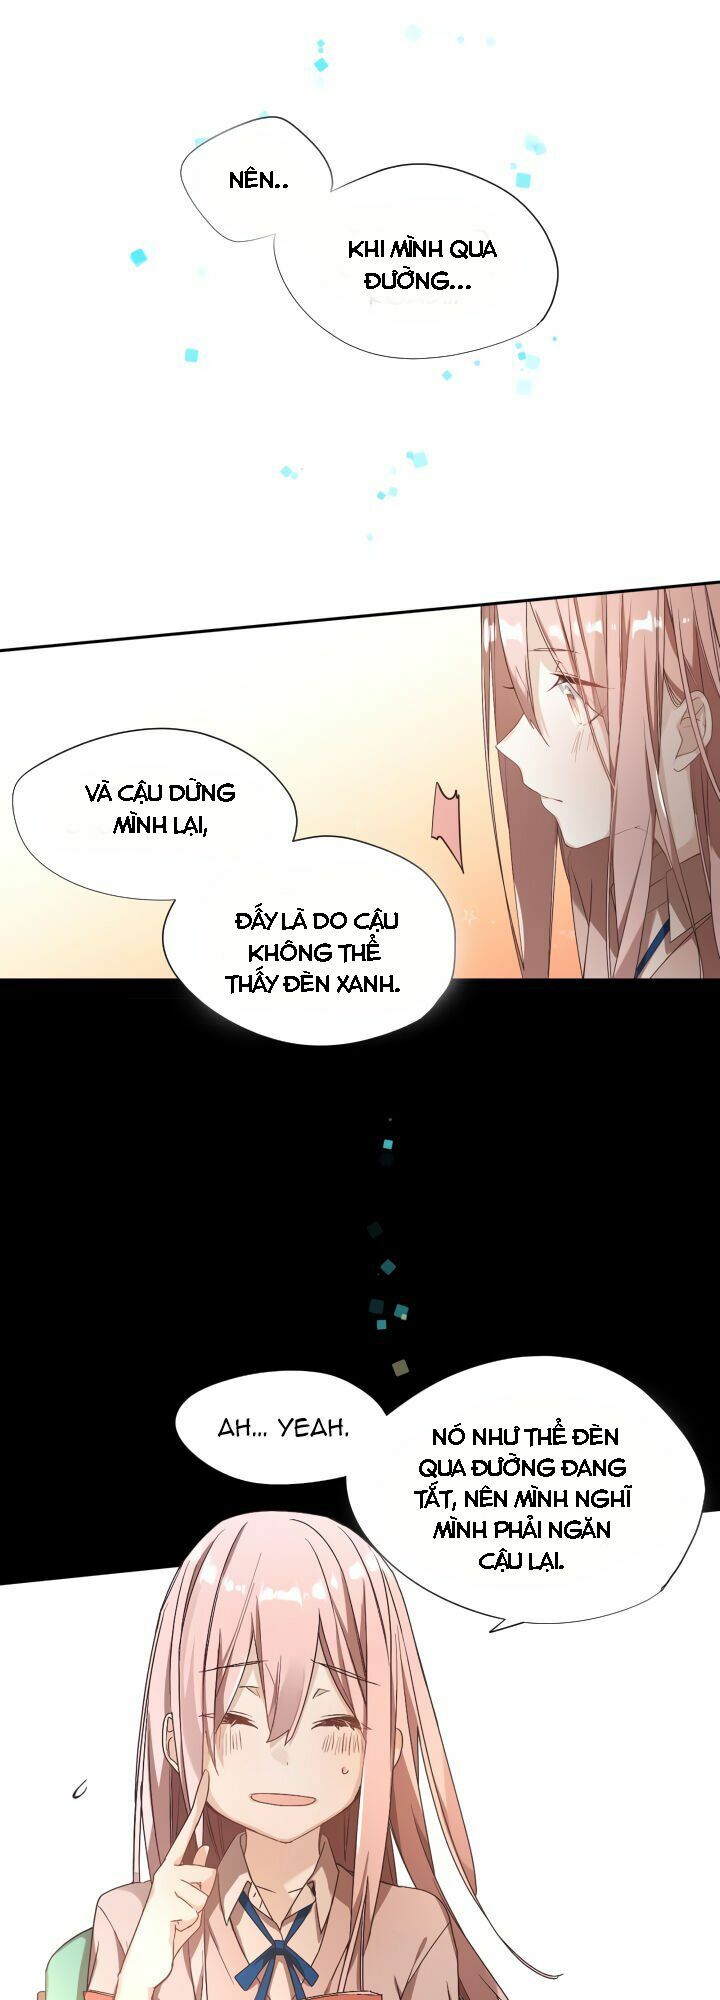 NÊN..
KHI MÌNH QUA
ĐƯỜNG...
VÀ CẬU DỪNG
MÌNH LẠI,
ĐẤY LÀ DO CẬU
KHÔNG THỂ
THẤY ĐÈN XANH.
AH... YEAH.
NÓ NHƯ THỂ ĐÈN
QUA ĐƯỜNG ĐANG
TẮT, NÊN MÌNH NGHĨ
MÌNH PHẢI NGĂN
CẬU LẠI.